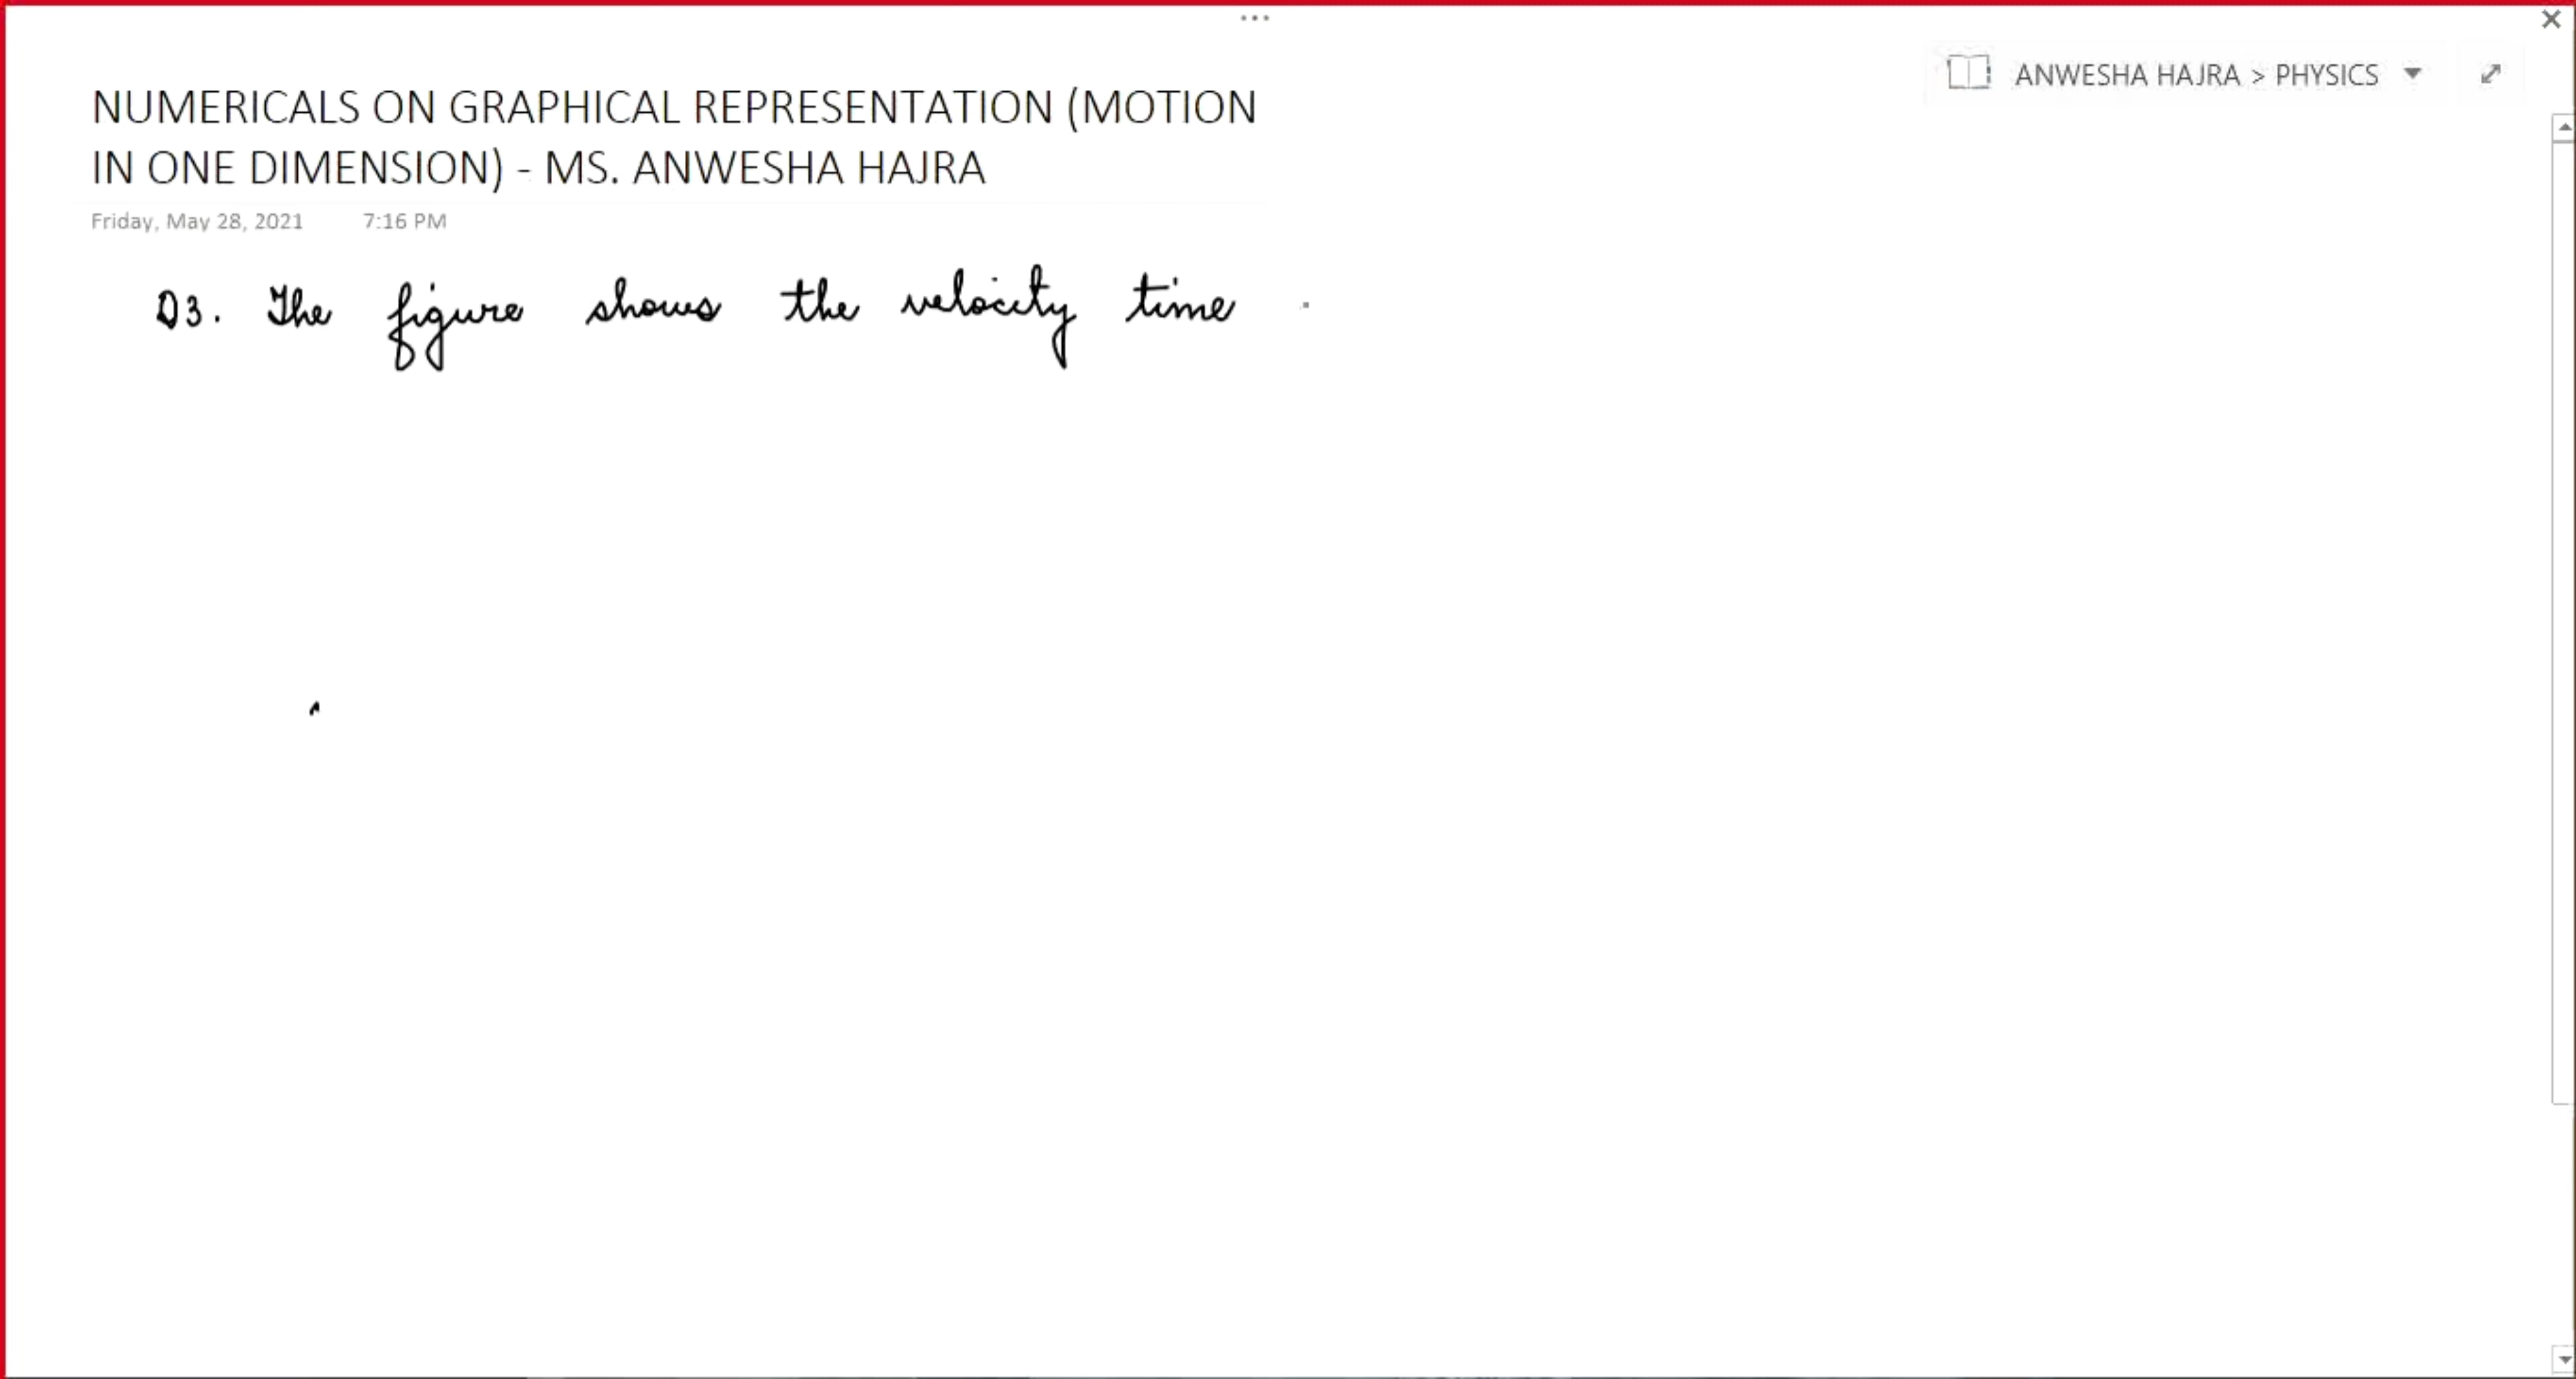 ANWESHA HAJRA > PHYSICS
NUMERICALS ON GRAPHICAL REPRESENTATION (MOTION
IN ONE DIMENSION) - MS. ANWESHA HAJRA
Friday, May 28, 2021 7:16 PM
Q3. The figure shows the velocity time